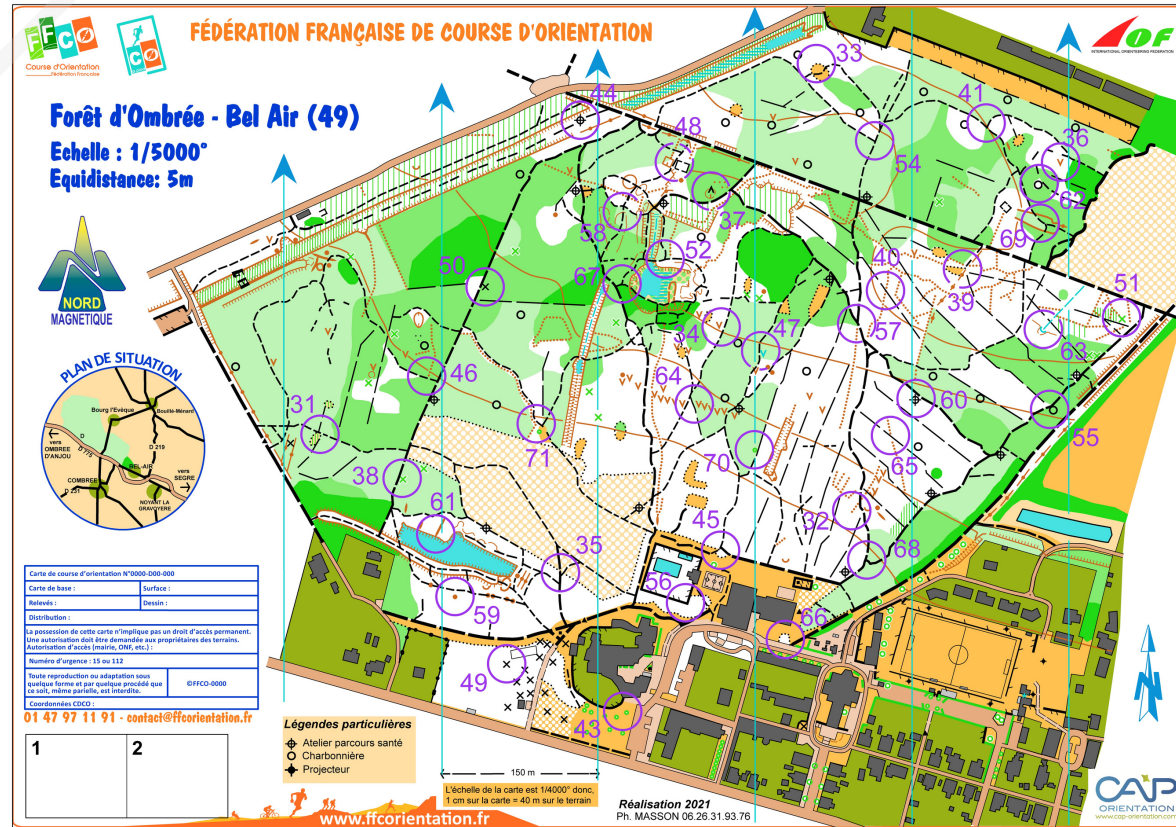 FFCO
Course d'Orientation
Fédération Française
CO
FÉDÉRATION FRANÇAISE DE COURSE D'ORIENTATION
IOF
INTERNATIONAL ORIENTEERING FEDERATION
Forêt d'Ombrée - Bel Air (49)
Echelle : 1/5000°
Equidistance: 5m
NORD
MAGNETIQUE
PLAN DE SITUATION
Bourg l'Evêque
Bouillé-Ménard
vers
OMBREE
D'ANJOU
D 775
D 219
BEL-AIR
vers
SEGRE
COMBREE
D 231
NOYANT LA
GRAVOYERE
33
44
41
36
48
54
37
62
58
69
52
50
67
40
39
51
34
47
57
63
46
64
60
31
55
71
70
65
38
32
61
45
68
35
56
59
66
49
43
Carte de course d'orientation N°0000-D00-000
Carte de base :
Surface :
Relevés :
Dessin :
Distribution :
La possession de cette carte n'implique pas un droit d'accès permanent.
Une autorisation doit être demandée aux propriétaires des terrains.
Autorisation d'accès (mairie, ONF, etc.) :
Numéro d'urgence : 15 ou 112
Toute reproduction ou adaptation sous
quelque forme et par quelque procédé que
ce soit, même parielle, est interdite.
©FFCO-0000
Coordonnées CDCO :
01 47 97 11 91 - contact@ffcorientation.fr
1
2
Légendes particulières
Atelier parcours santé
Charbonnière
Projecteur
150 m
L'échelle de la carte est 1/4000° donc,
1 cm sur la carte = 40 m sur le terrain
www.ffcorientation.fr
Réalisation 2021
Ph. MASSON 06.26.31.93.76
CAP
ORIENTATION
www.cap-orientation.com